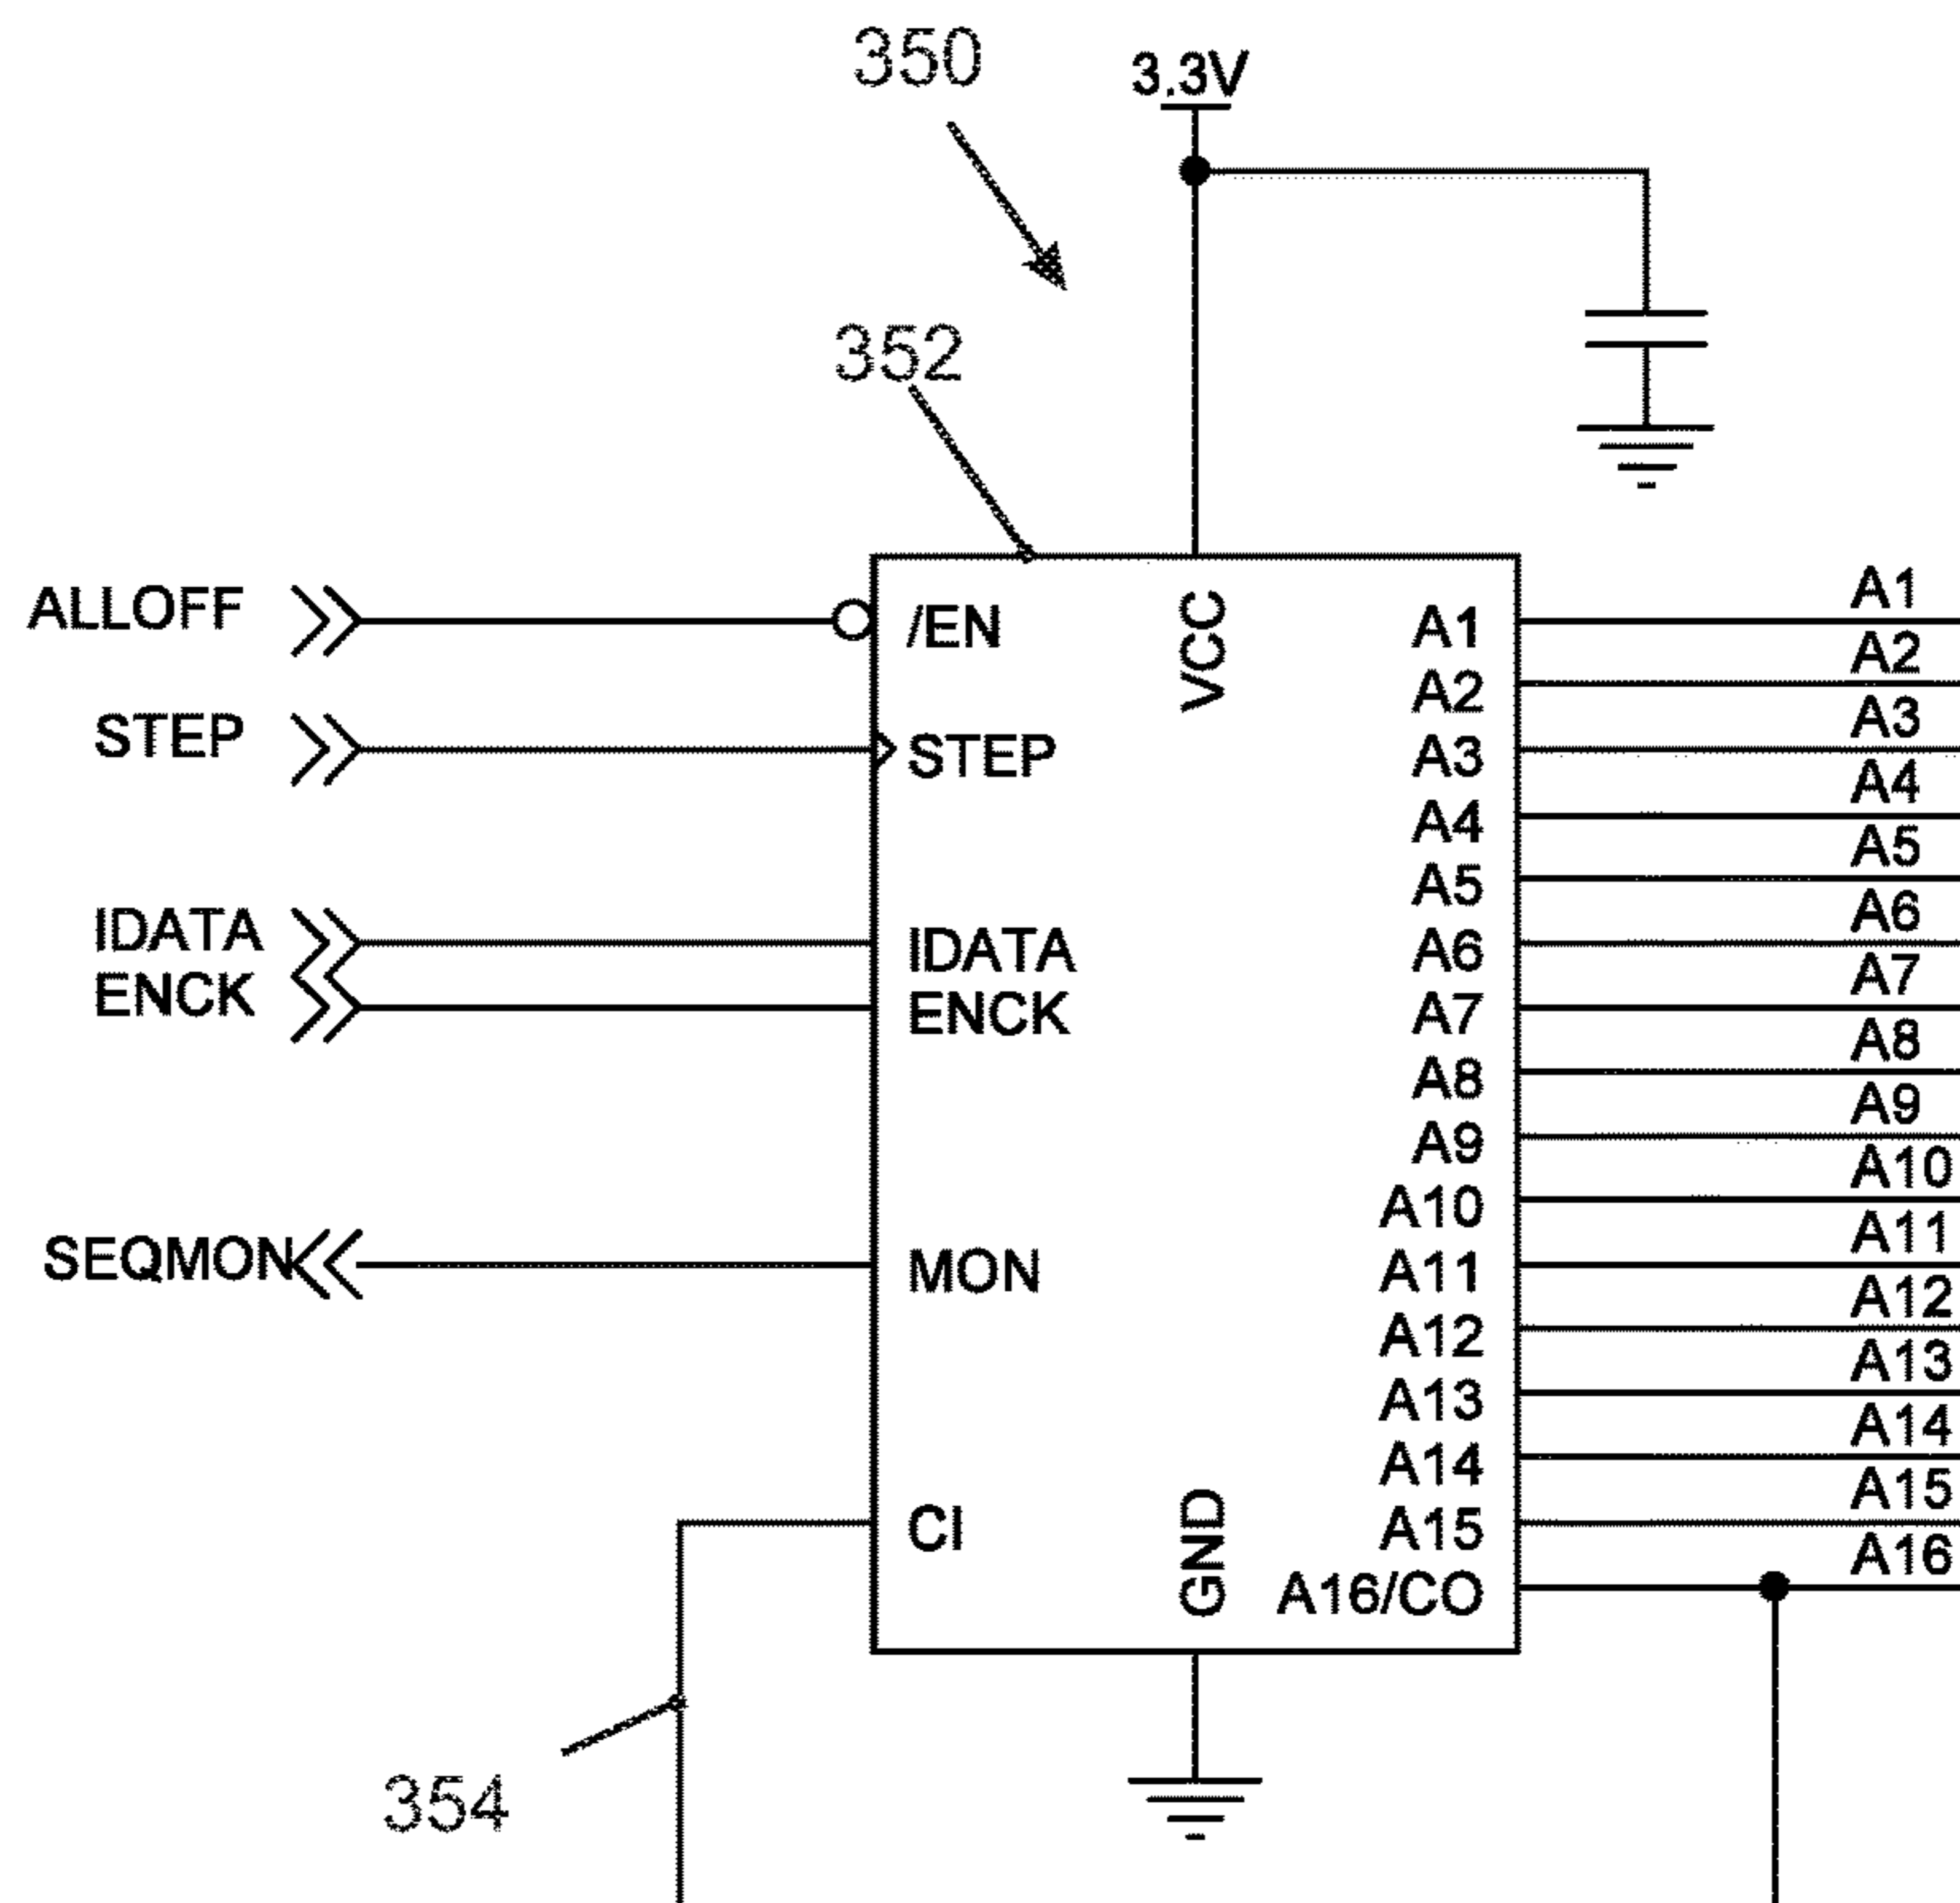 350
3.3V
352
ALLOFF
STEP
IDATA
ENCK
SEQMON
/EN
STEP
IDATA
ENCK
MON
CI
VCC
GND
A1
A2
A3
A4
A5
A6
A7
A8
A9
A10
A11
A12
A13
A14
A15
A16/CO
A1
A2
A3
A4
A5
A6
A7
A8
A9
A10
A11
A12
A13
A14
A15
A16
354